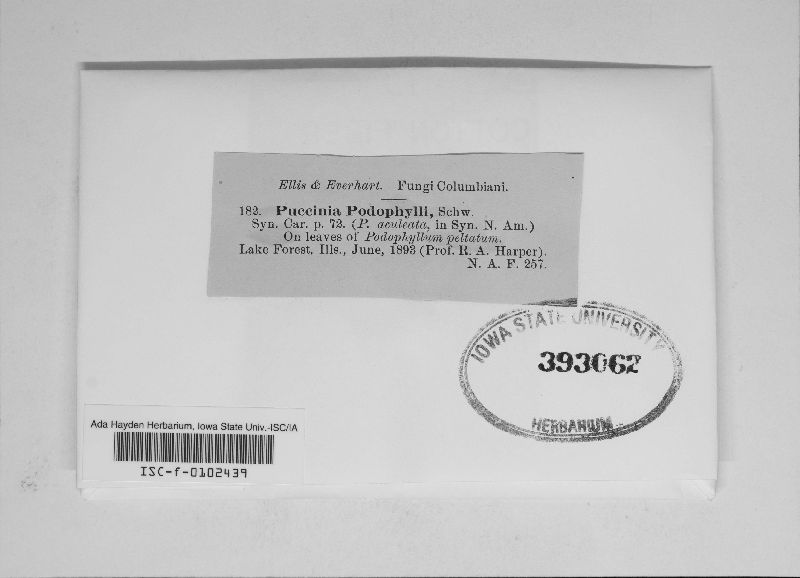 Ellis & Everhart. Fungi Columbiani.
182. Puccinia Podophylli, Schw.
Syn. Car. p. 72. (P. aculeata, in Syn. N. Am.)
On leaves of Podophyllum peltatum.
Lake Forest, Ills., June, 1893 (Prof. R. A. Harper).
N. A. F. 257.
IOWA STATE UNIVERSITY
393062
HERBARIUM
Ada Hayden Herbarium, Iowa State Univ.-ISC/IA
ISC-f-0102439